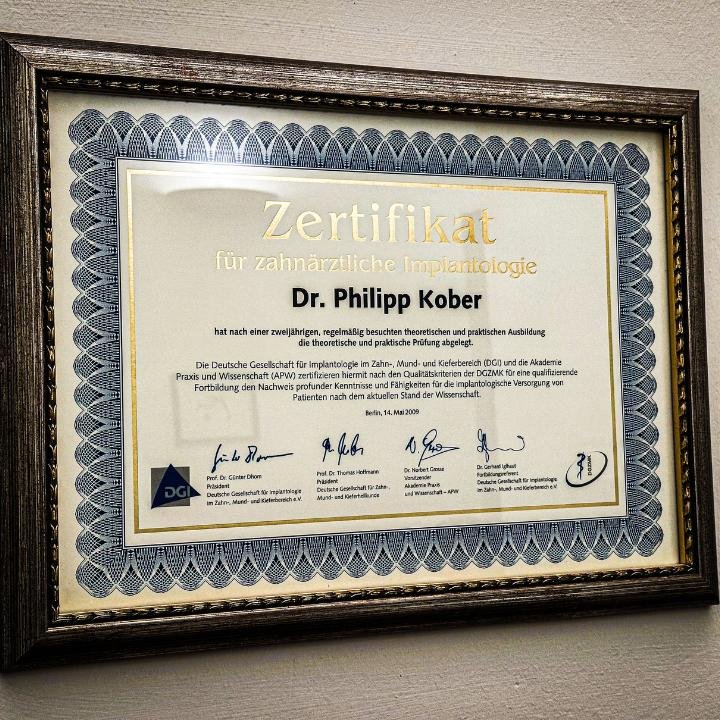 Zertifikat
für zahnärztliche Implantologie
Dr. Philipp Kober
hat nach einer zweijährigen, regelmäßig besuchten theoretischen und praktischen Ausbildung
die theoretische und praktische Prüfung abgelegt.
Die Deutsche Gesellschaft für Implantologie im Zahn-, Mund- und Kieferbereich (DGI) und die Akademie
Praxis und Wissenschaft (APW) zertifizieren hiermit nach den Qualitätskriterien der DGZMK für eine qualifizierende
Fortbildung den Nachweis profunder Kenntnisse und Fähigkeiten für die implantologische Versorgung von
Patienten nach dem aktuellen Stand der Wissenschaft.
Berlin, 14. Mai 2009
DGI
Prof. Dr. Günter Dhom
Präsident
Deutsche Gesellschaft für Implantologie
im Zahn-, Mund- und Kieferbereich e.V.
Prof. Dr. Thomas Hoffmann
Präsident
Deutsche Gesellschaft für Zahn-,
Mund- und Kieferheilkunde
Dr. Norbert Grosse
Vorsitzender
Akademie Praxis
und Wissenschaft – APW
Dr. Gerhard Iglhaut
Fortbildungsreferent
Deutsche Gesellschaft für Implantologie
im Zahn-, Mund- und Kieferbereich e.V.
DGZMK